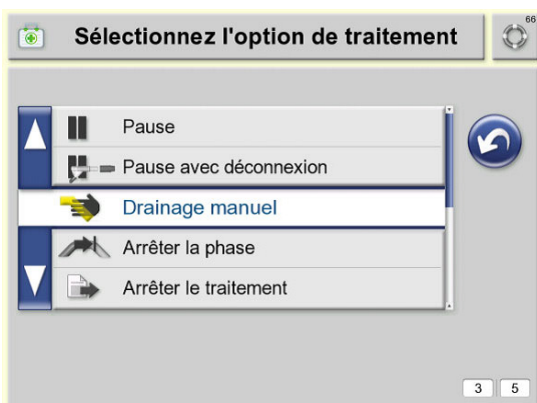 Sélectionnez l'option de traitement
66
Pause
Pause avec déconnexion
Drainage manuel
Arrêter la phase
Arrêter le traitement
3 5